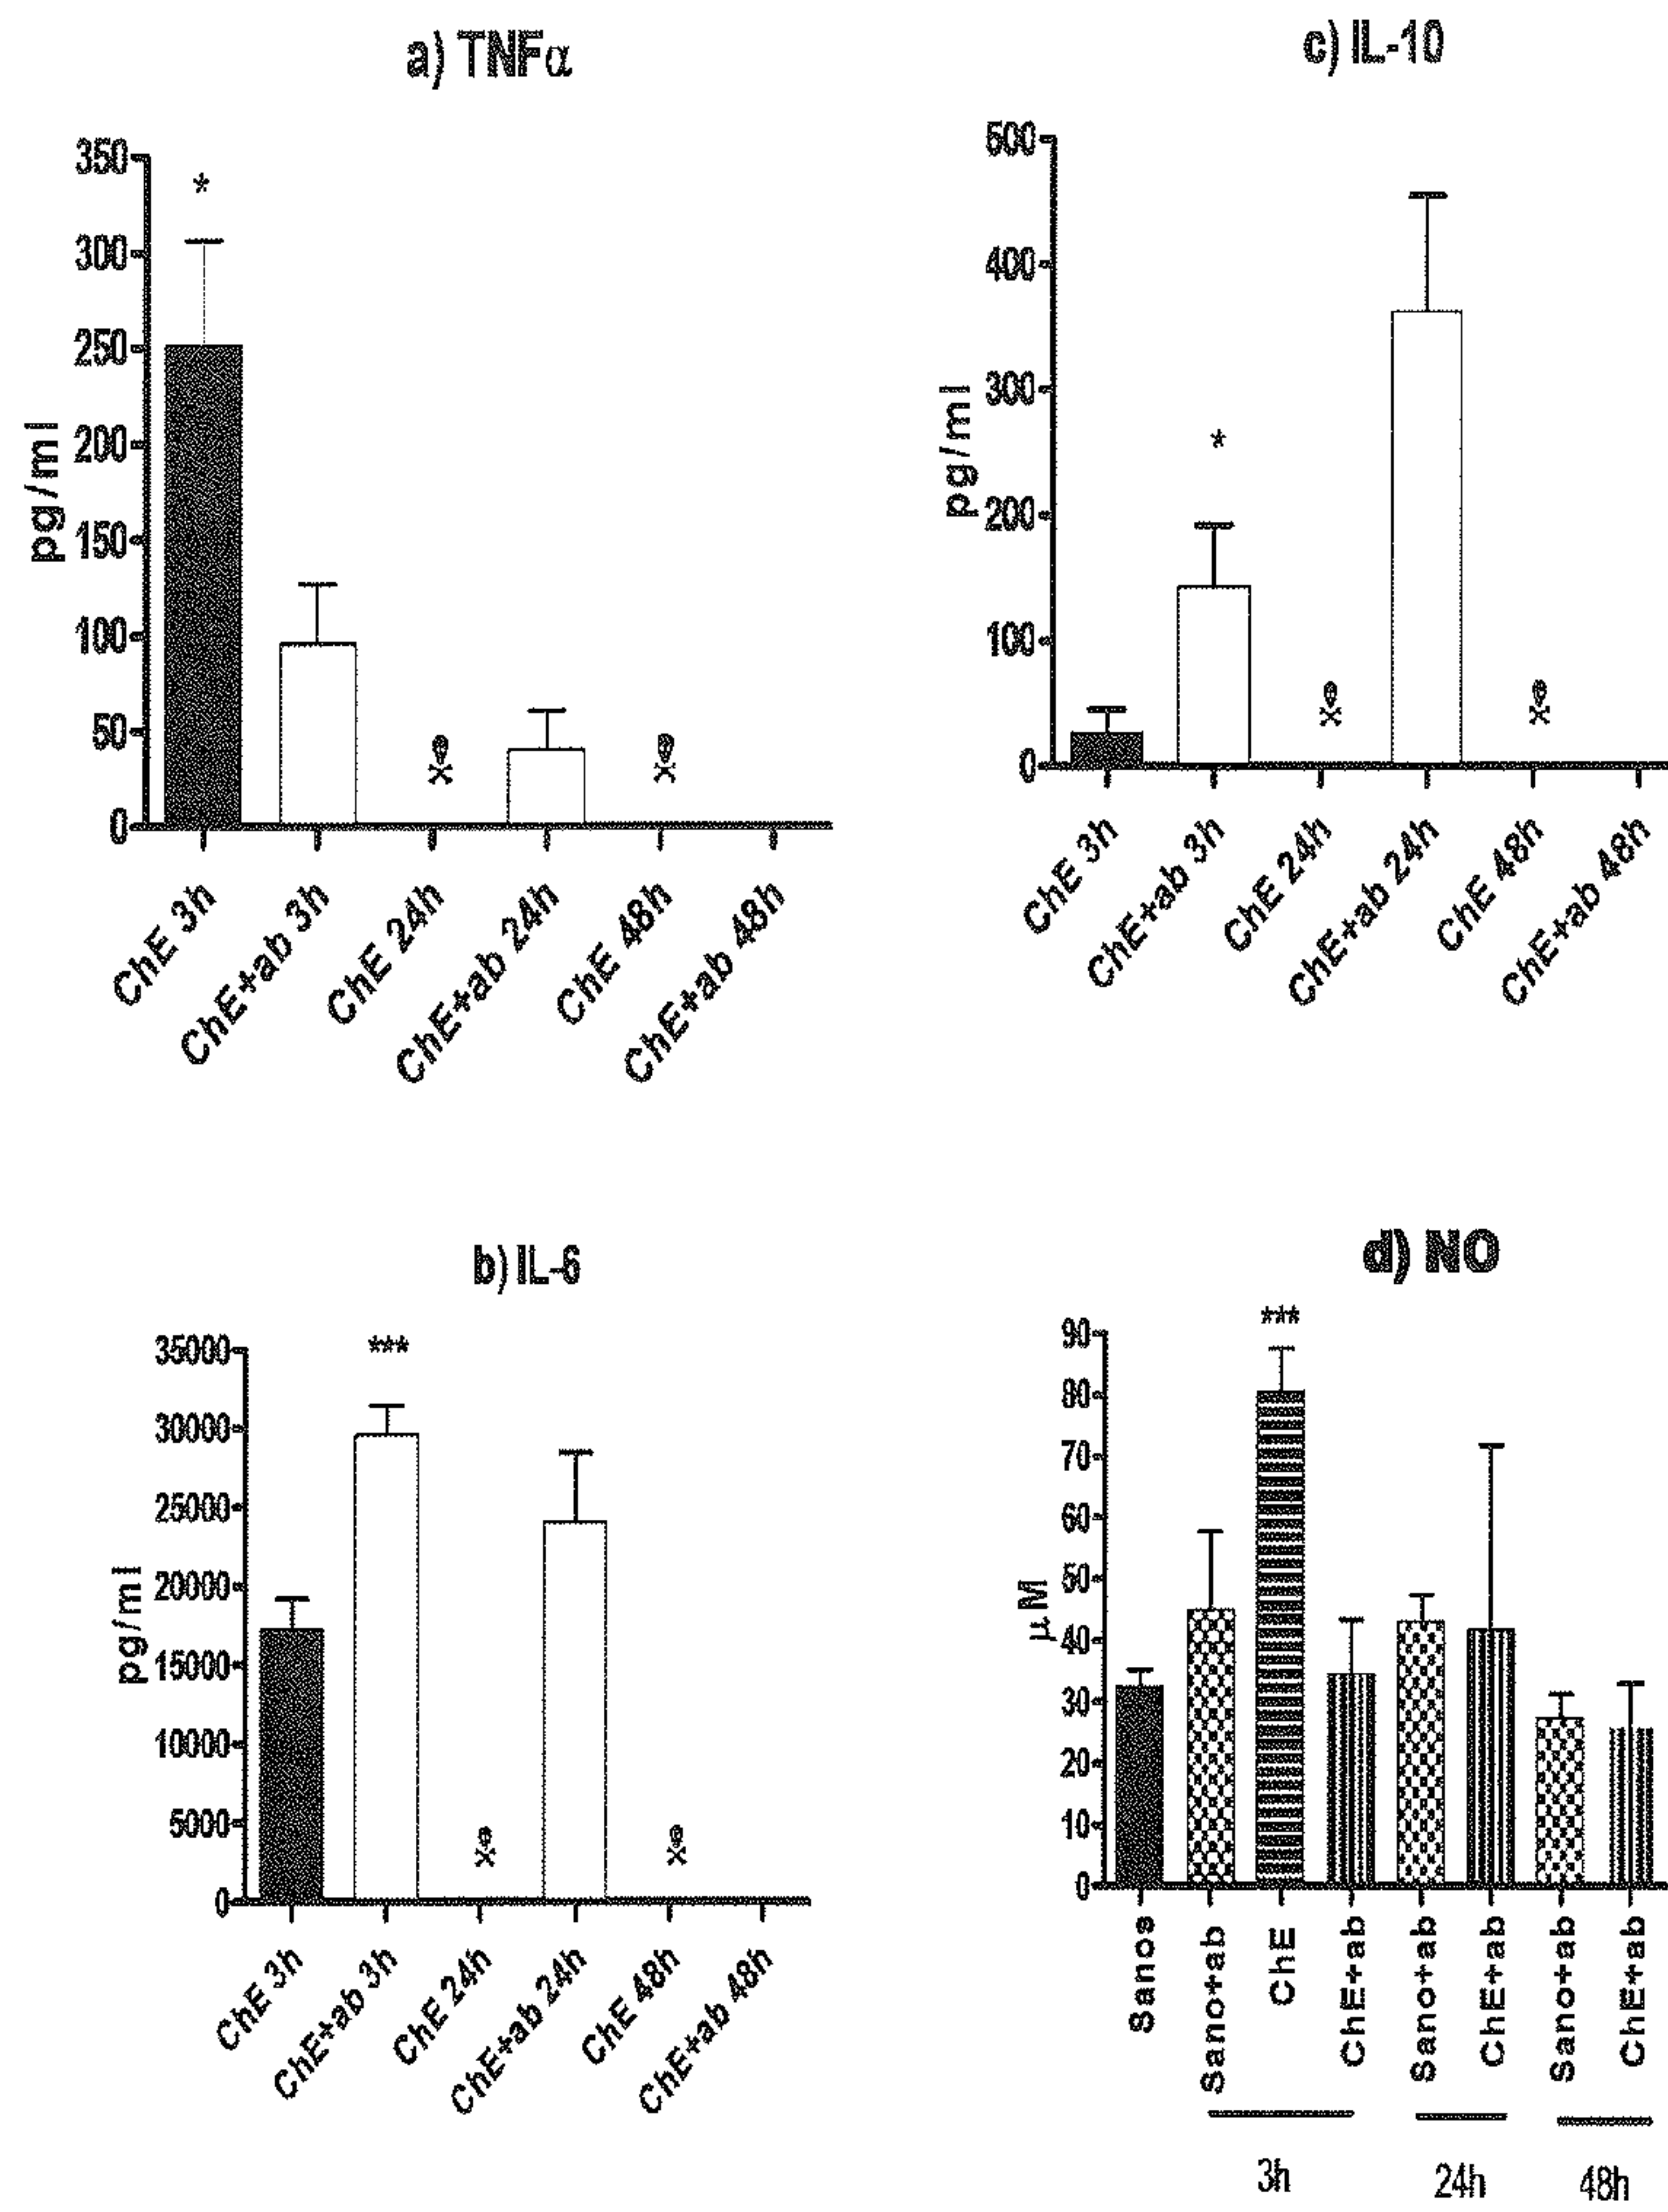 a) TNFα
350
300
250
200
150
100
50
0
pg/ml
*
ChE 3h
ChE+ab 3h
ChE 24h
ChE+ab 24h
ChE 48h
ChE+ab 48h
c) IL-10
500
400
300
200
100
0
pg/ml
*
ChE 3h
ChE+ab 3h
ChE 24h
ChE+ab 24h
ChE 48h
ChE+ab 48h
b) IL-6
35000
30000
25000
20000
15000
10000
5000
0
pg/ml
***
ChE 3h
ChE+ab 3h
ChE 24h
ChE+ab 24h
ChE 48h
ChE+ab 48h
d) NO
90
80
70
60
50
40
30
20
10
0
μM
***
Sanos
Sano+ab
ChE
ChE+ab
Sano+ab
ChE+ab
Sano+ab
ChE+ab
3h
24h
48h